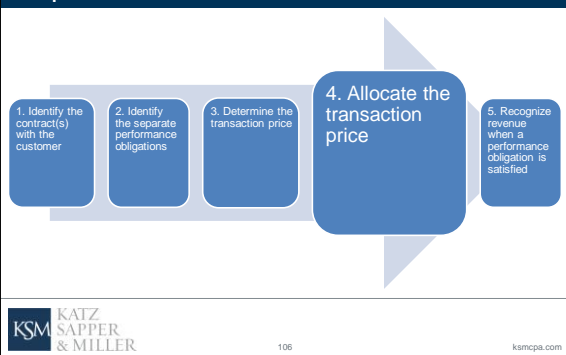 1. Identify the
contract(s)
with the
customer
2. Identify
the separate
performance
obligations
3. Determine the
transaction price
4. Allocate the
transaction
price
5. Recognize
revenue
when a
performance
obligation is
satisfied
KSM
KATZ
SAPPER
& MILLER
106
ksmcpa.com